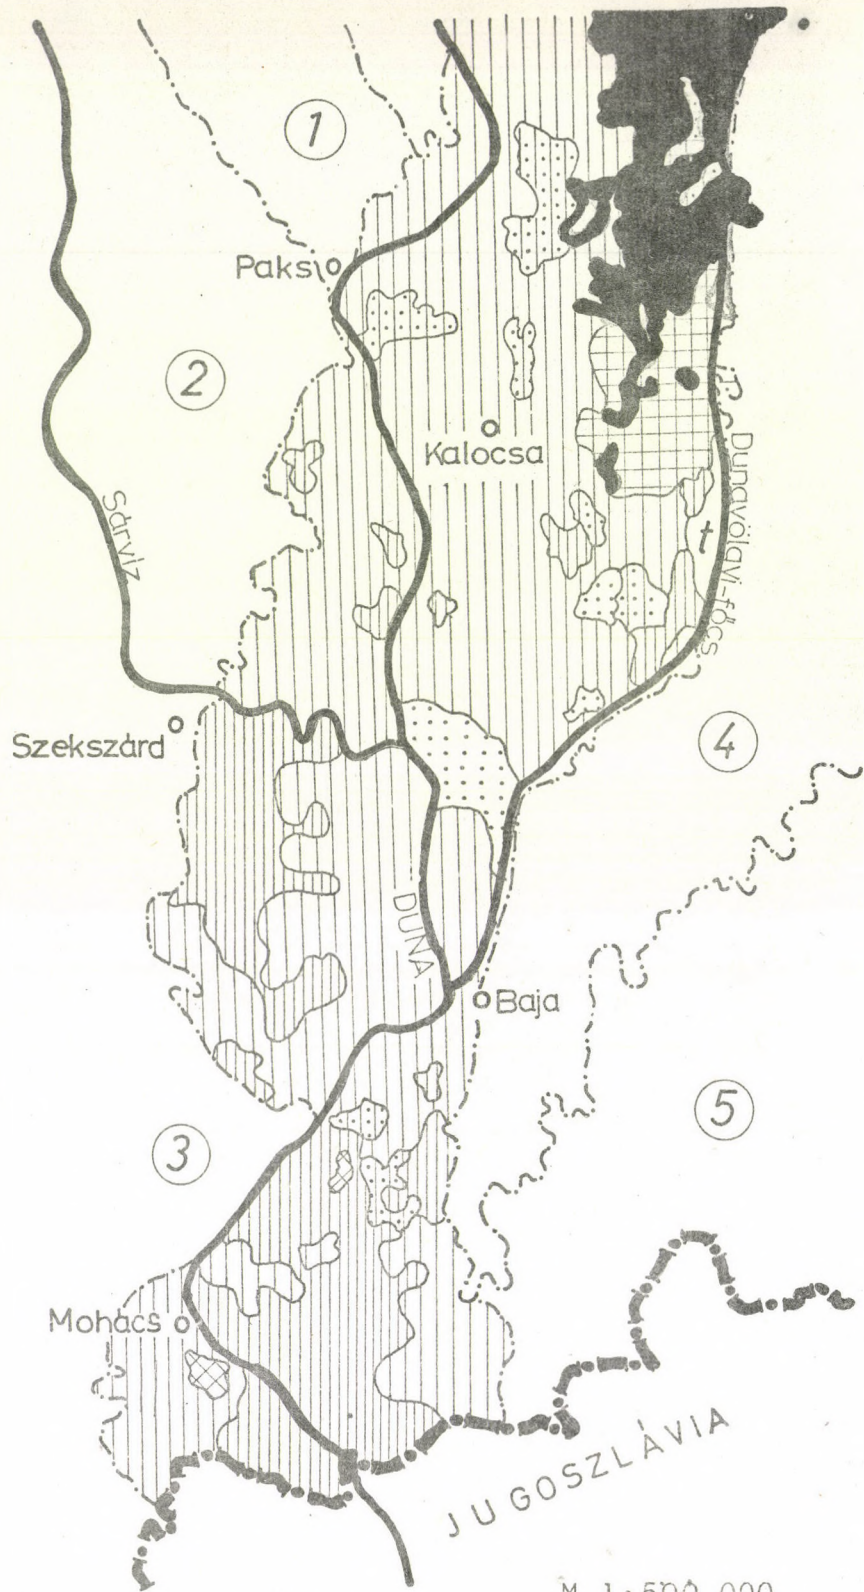 1
Paks
2
Kalocsa
Sárvíz
Dunavölgyi-főcs.
t
Szekszárd
4
DUNA
Baja
5
3
Mohács
JUGOSZLÁVIA
M 1:500 000